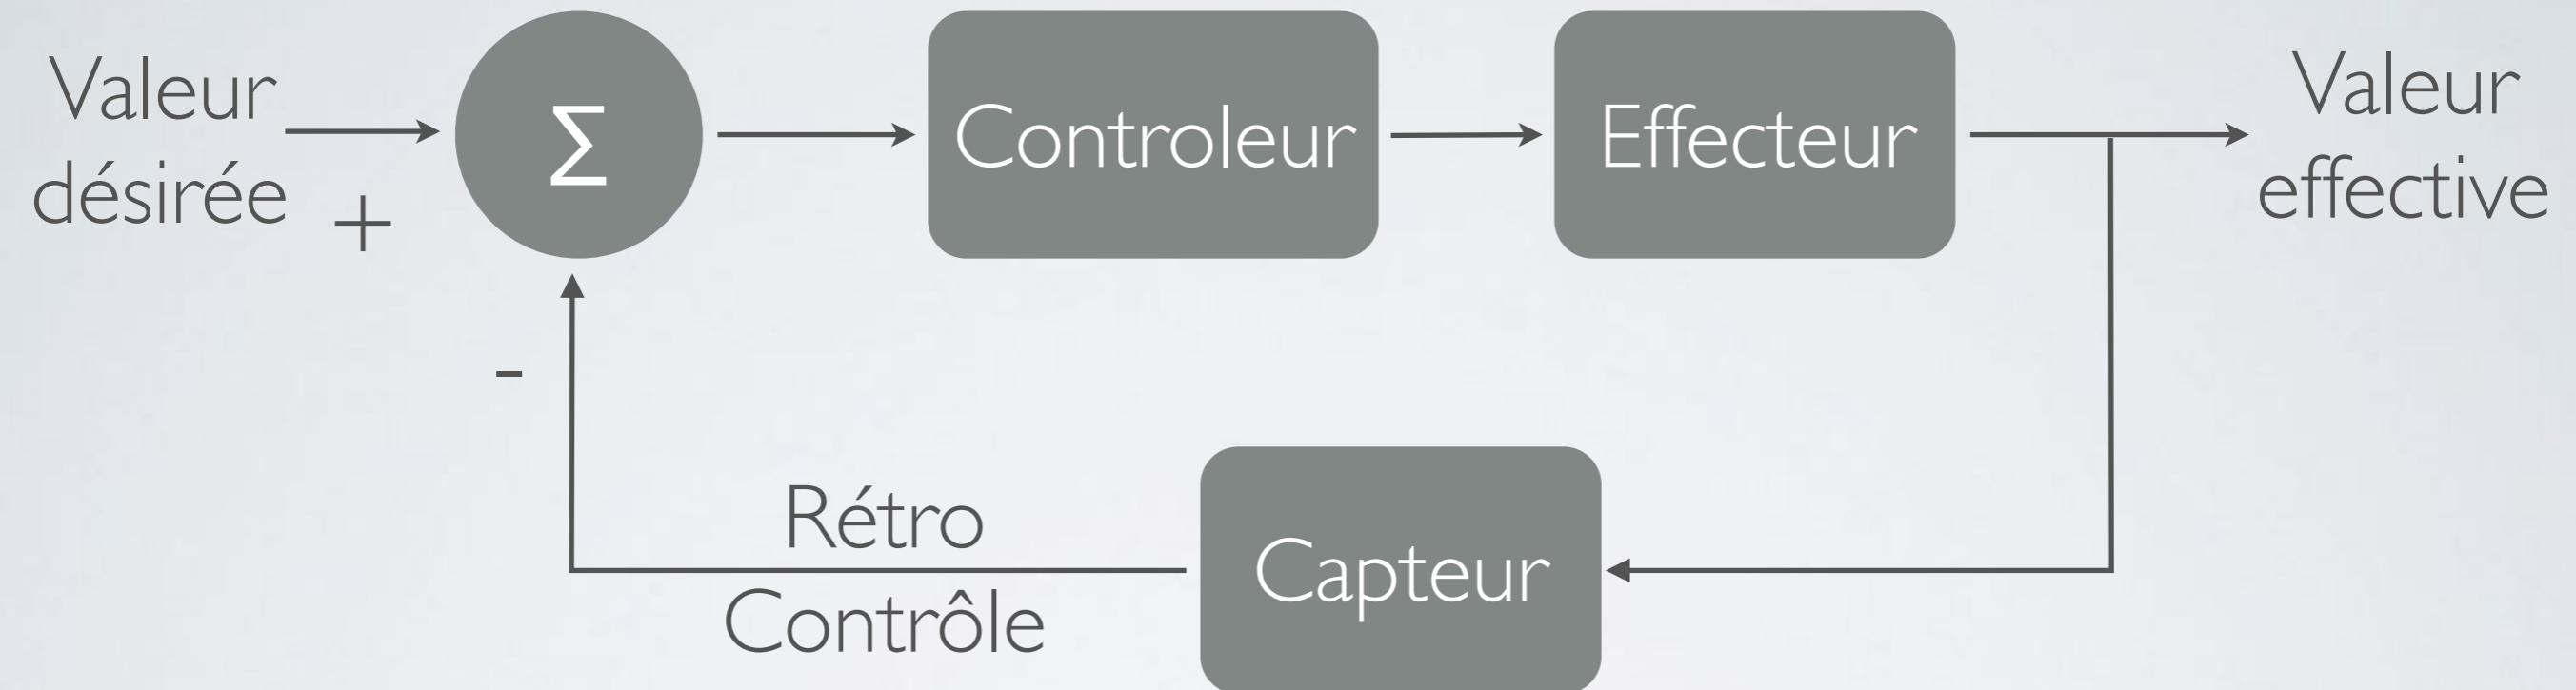 Valeur
désirée
+
Σ
Controleur
Effecteur
Valeur
effective
-
Rétro
Contrôle
Capteur